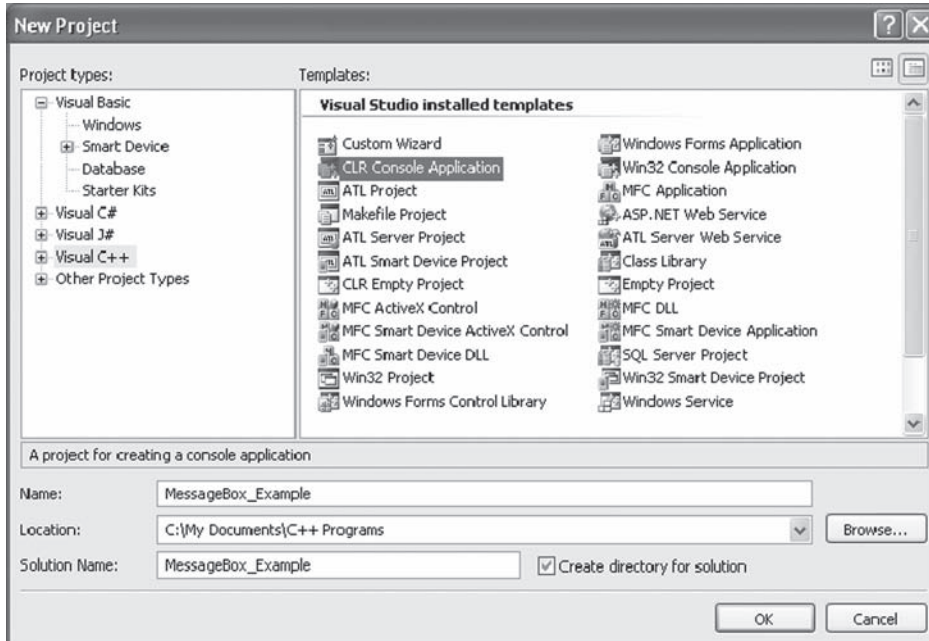 New Project
Project types:
Templates:
Visual Basic
Windows
Smart Device
Database
Starter Kits
Visual C#
Visual J#
Visual C++
Other Project Types
Visual Studio installed templates
Custom Wizard
CLR Console Application
ATL Project
Makefile Project
ATL Server Project
ATL Smart Device Project
CLR Empty Project
MFC ActiveX Control
MFC Smart Device ActiveX Control
MFC Smart Device DLL
Win32 Project
Windows Forms Control Library
Windows Forms Application
Win32 Console Application
MFC Application
ASP.NET Web Service
ATL Server Web Service
Class Library
Empty Project
MFC DLL
MFC Smart Device Application
SQL Server Project
Win32 Smart Device Project
Windows Service
A project for creating a console application
Name: MessageBox_Example
Location: C:\My Documents\C++ Programs Browse...
Solution Name: MessageBox_Example Create directory for solution
OK Cancel